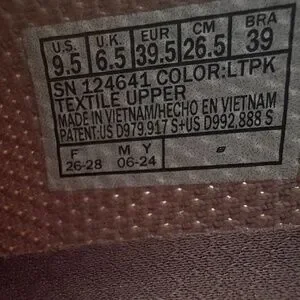 U.S. U.K. EUR CM BRA
9.5 6.5 39.5 26.5 39
SN 124641 COLOR:LTPK
TEXTILE UPPER
MADE IN VIETNAM/HECHO EN VIETNAM
PATENT:US D979,917 S+US D992,888 S
F M Y
26-28 06-24